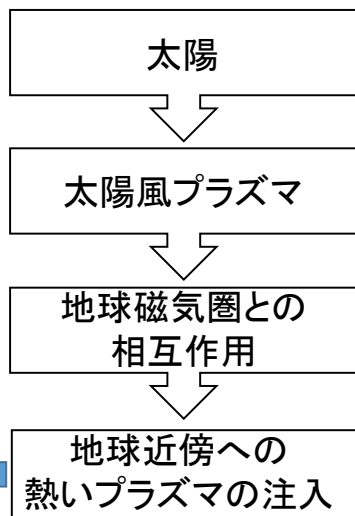 太陽
太陽風プラズマ
地球磁気圏との
相互作用
地球近傍への
熱いプラズマの注入